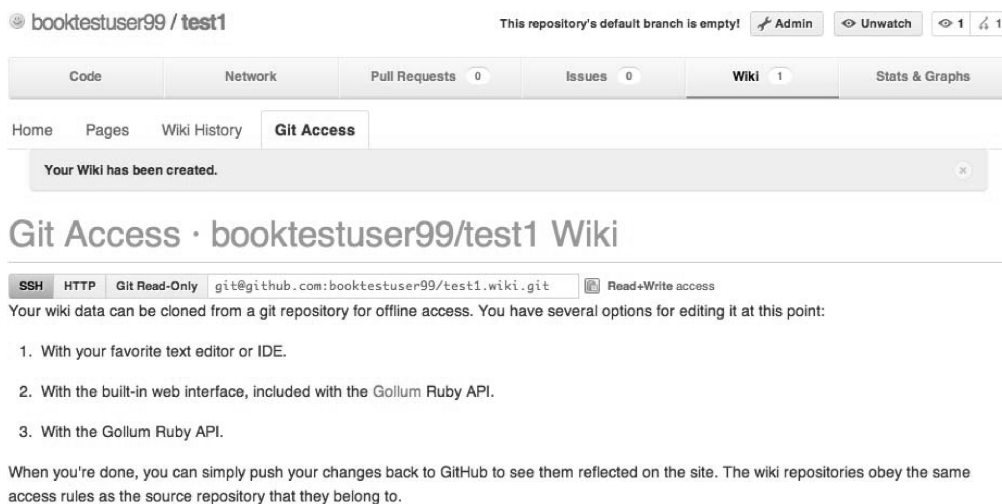 booktestuser99 / test1
This repository's default branch is empty! Admin Unwatch 1 1
Code Network Pull Requests 0 Issues 0 Wiki 1 Stats & Graphs
Home Pages Wiki History Git Access
Your Wiki has been created.
Git Access · booktestuser99/test1 Wiki
SSH HTTP Git Read-Only git@github.com:booktestuser99/test1.wiki.git Read+Write access
Your wiki data can be cloned from a git repository for offline access. You have several options for editing it at this point:
1. With your favorite text editor or IDE.
2. With the built-in web interface, included with the Gollum Ruby API.
3. With the Gollum Ruby API.
When you're done, you can simply push your changes back to GitHub to see them reflected on the site. The wiki repositories obey the same
access rules as the source repository that they belong to.